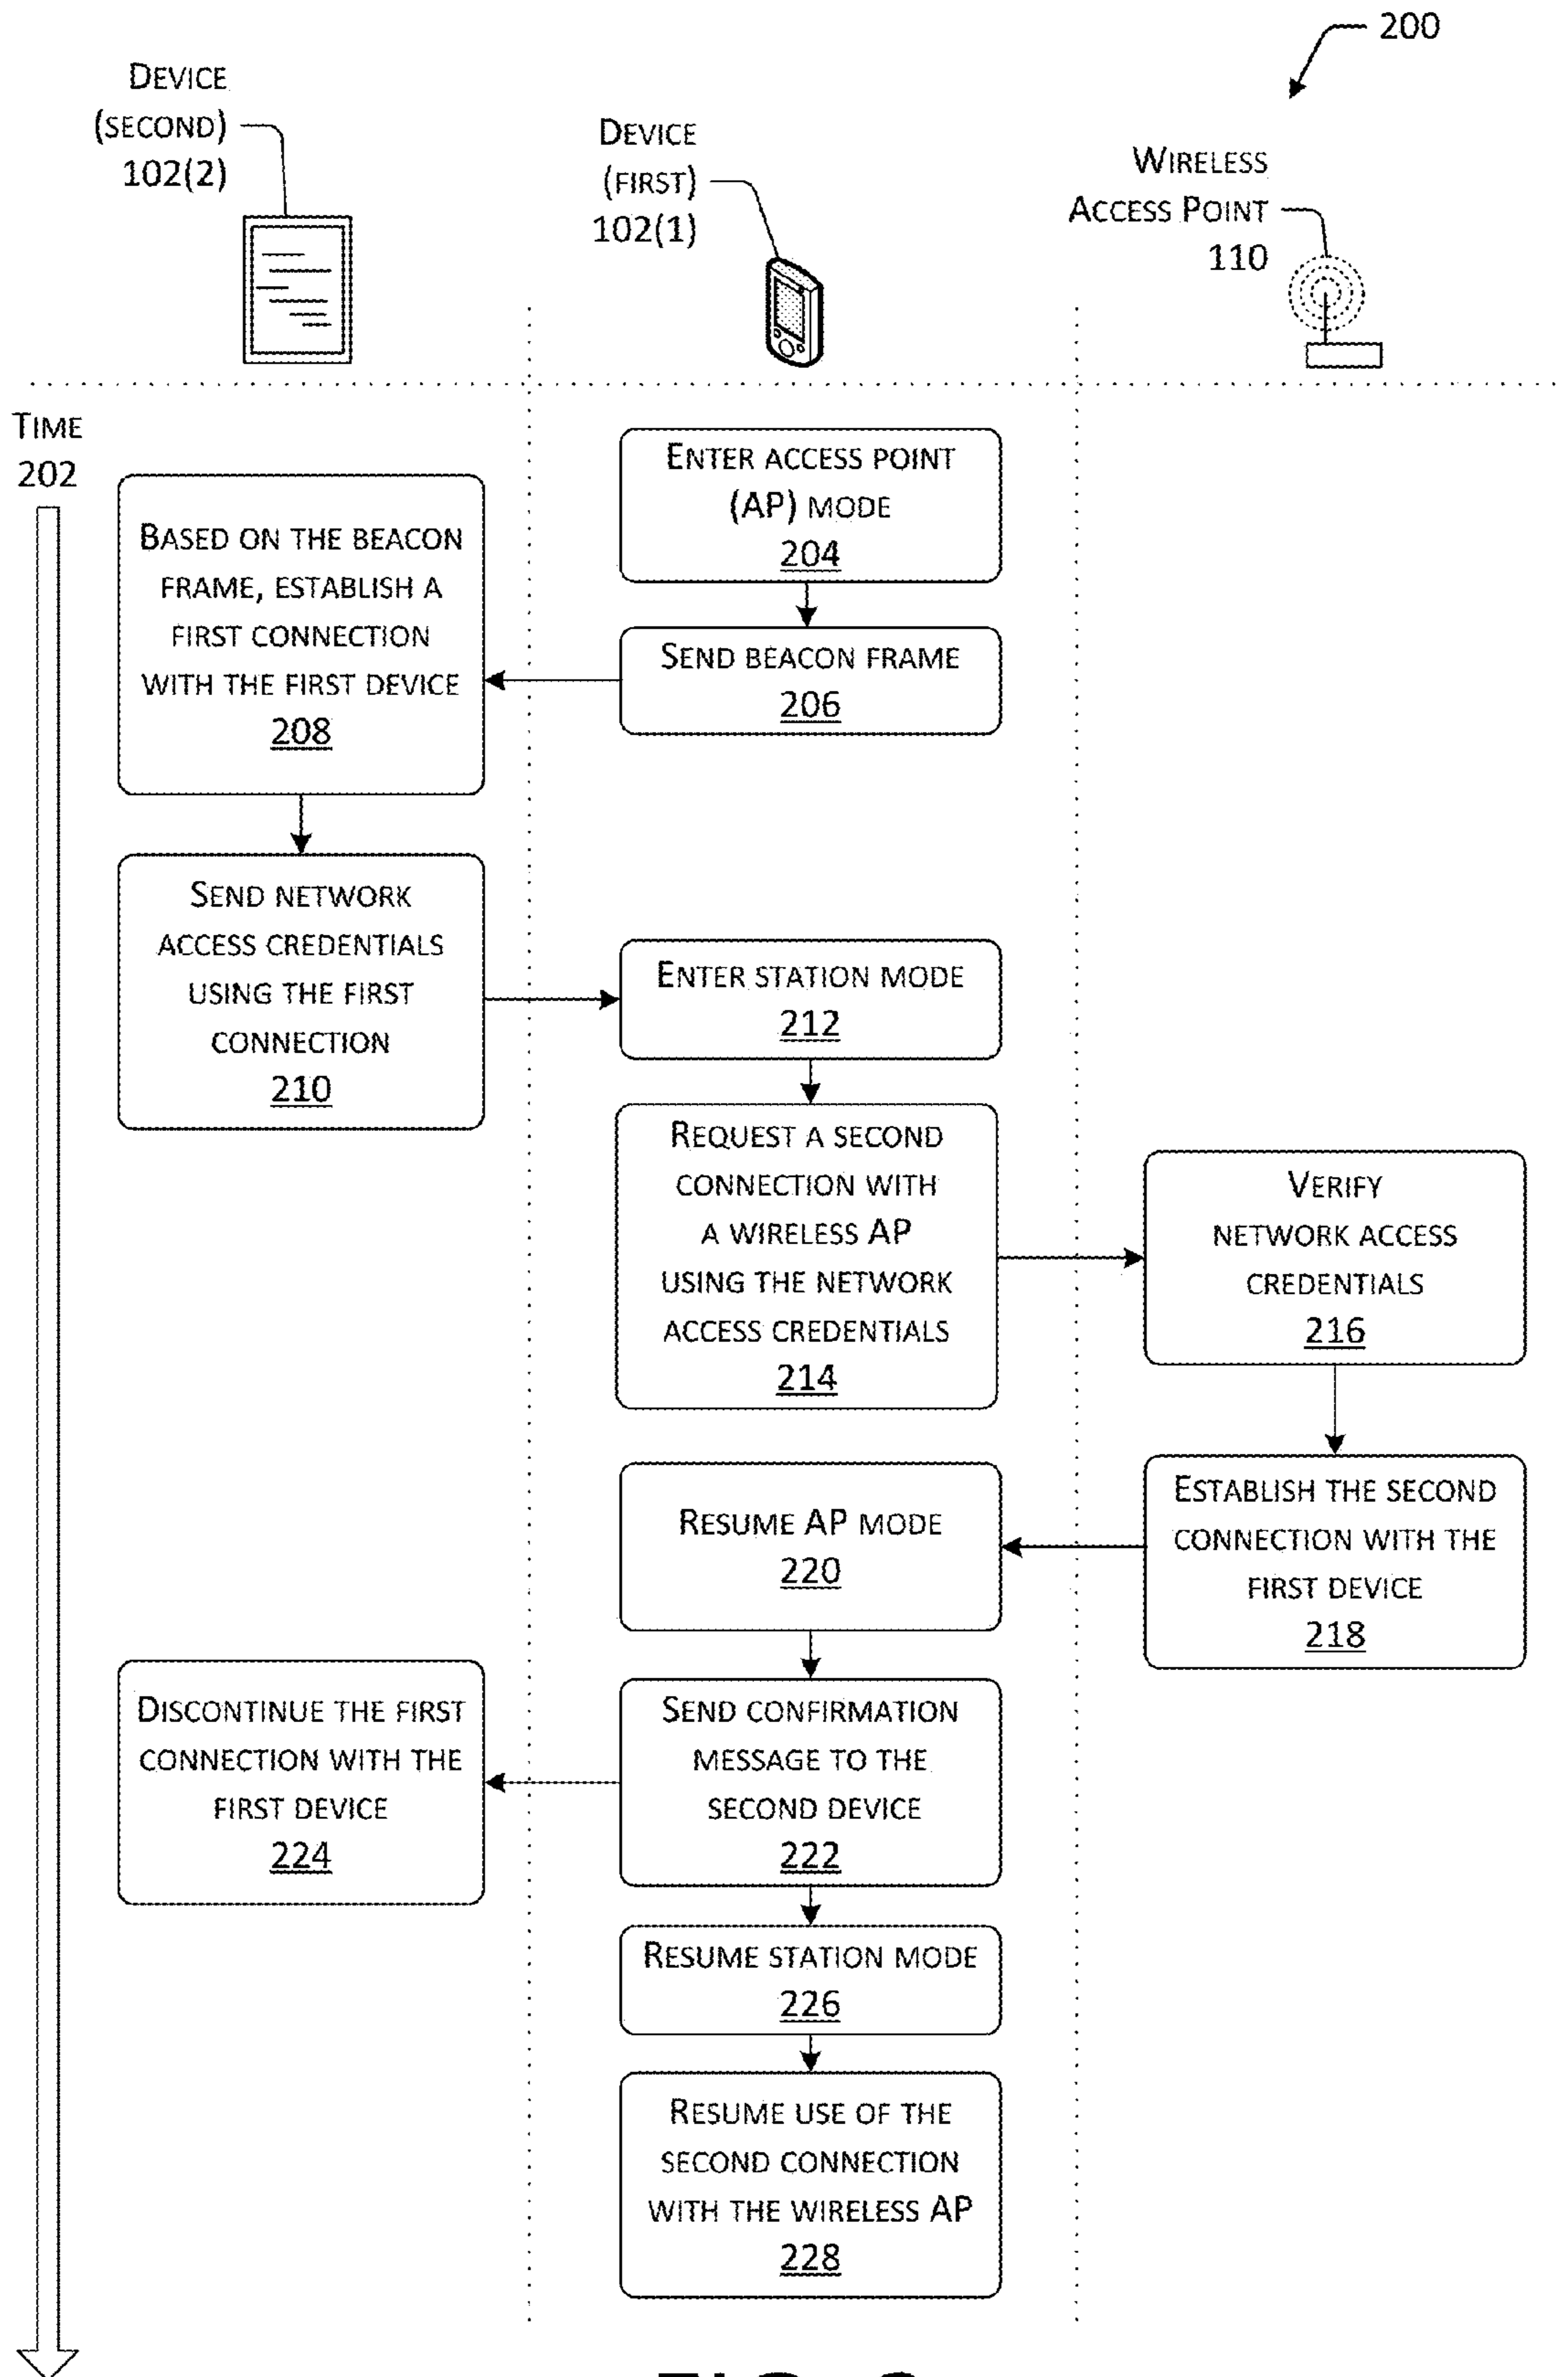 200
DEVICE
(SECOND)
102(2)
DEVICE
(FIRST)
102(1)
WIRELESS
ACCESS POINT
110
TIME
202
ENTER ACCESS POINT
(AP) MODE
204
SEND BEACON FRAME
206
BASED ON THE BEACON
FRAME, ESTABLISH A
FIRST CONNECTION
WITH THE FIRST DEVICE
208
SEND NETWORK
ACCESS CREDENTIALS
USING THE FIRST
CONNECTION
210
ENTER STATION MODE
212
REQUEST A SECOND
CONNECTION WITH
A WIRELESS AP
USING THE NETWORK
ACCESS CREDENTIALS
214
VERIFY
NETWORK ACCESS
CREDENTIALS
216
ESTABLISH THE SECOND
CONNECTION WITH THE
FIRST DEVICE
218
RESUME AP MODE
220
SEND CONFIRMATION
MESSAGE TO THE
SECOND DEVICE
222
DISCONTINUE THE FIRST
CONNECTION WITH THE
FIRST DEVICE
224
RESUME STATION MODE
226
RESUME USE OF THE
SECOND CONNECTION
WITH THE WIRELESS AP
228